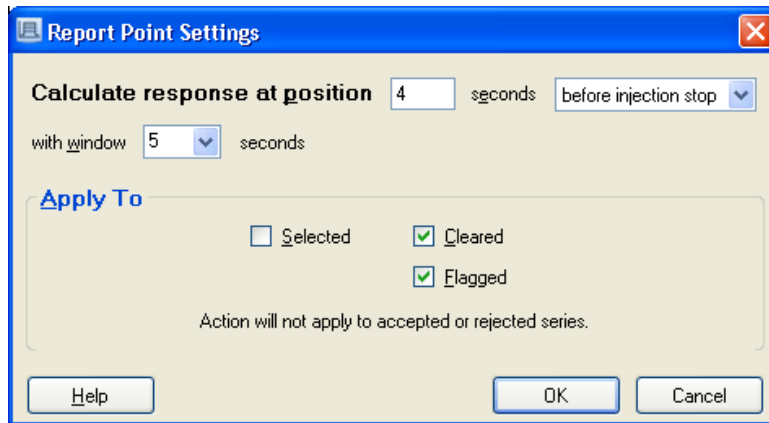 Report Point Settings
Calculate response at position 4 seconds before injection stop
with window 5 seconds
Apply To
Selected Cleared
Flagged
Action will not apply to accepted or rejected series.
Help OK Cancel